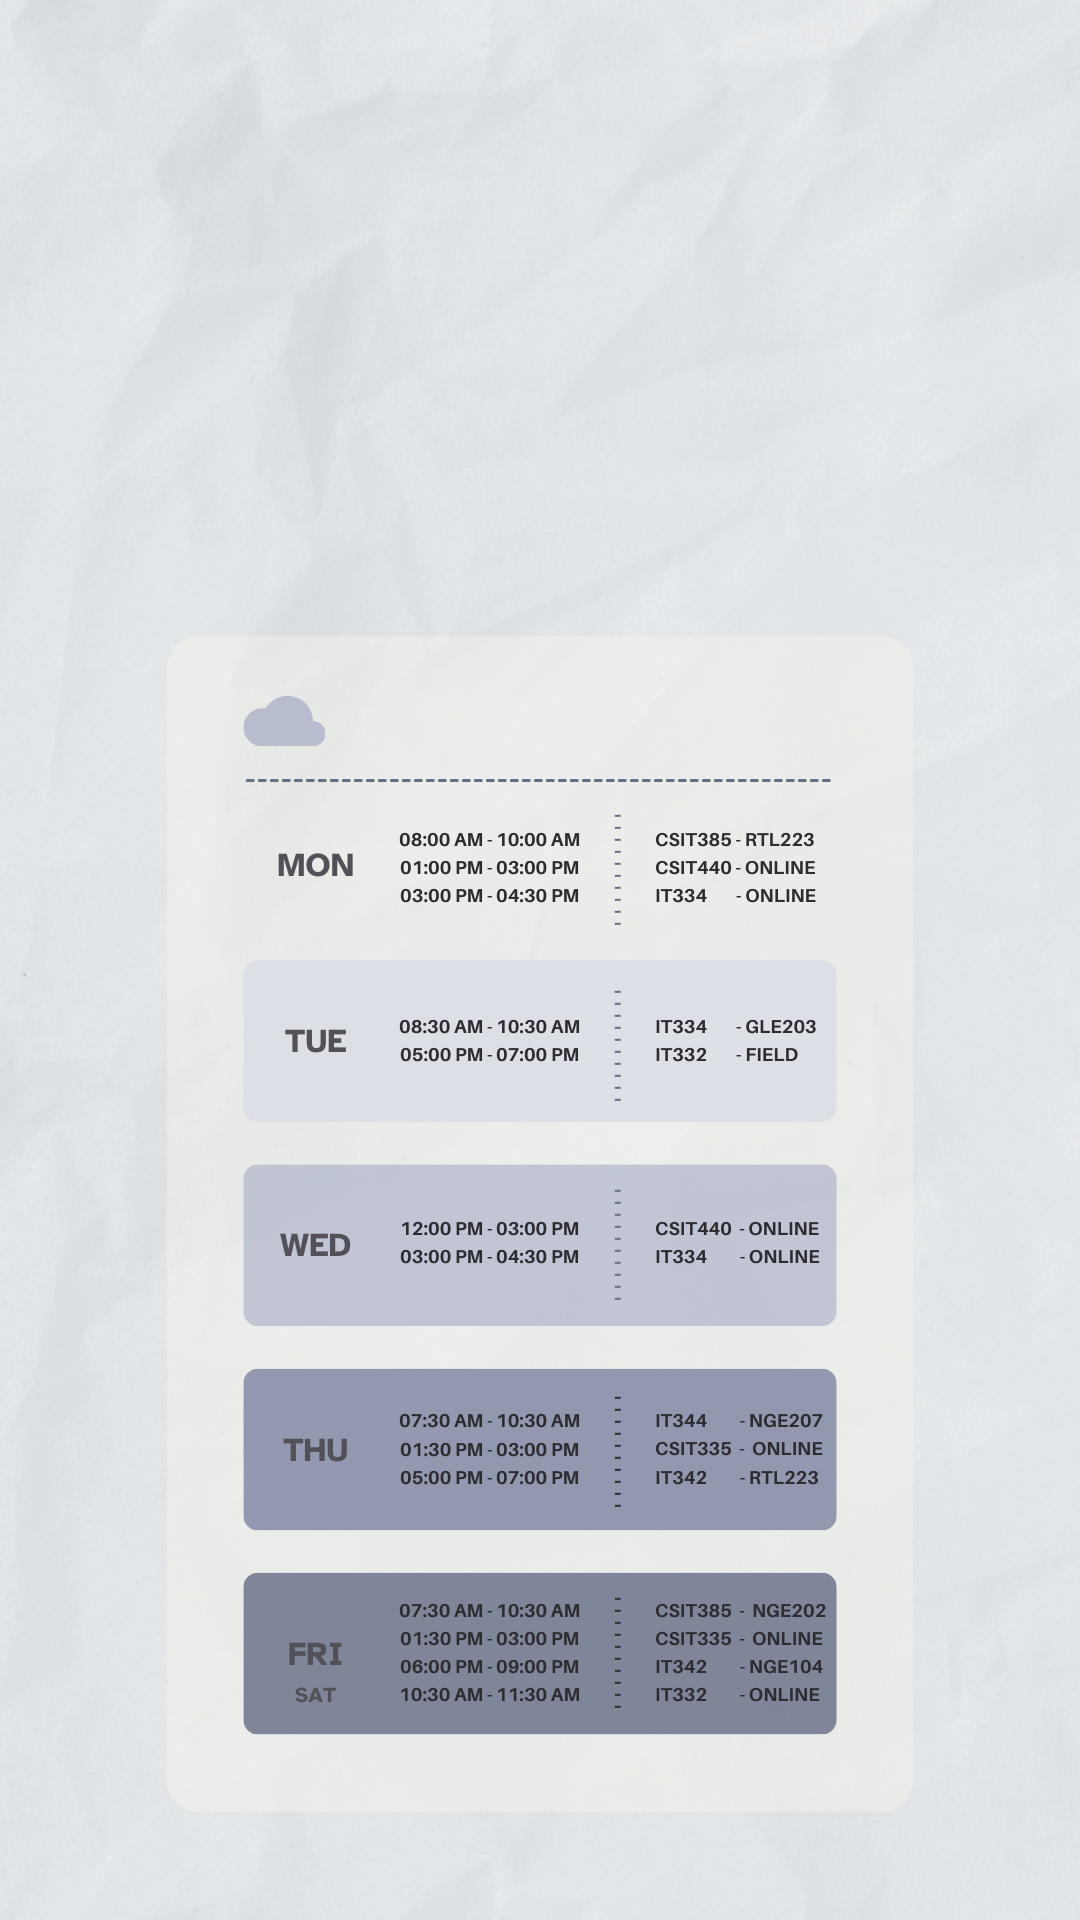 MON
08:00 AM - 10:00 AM CSIT385 - RTL223
01:00 PM - 03:00 PM CSIT440 - ONLINE
03:00 PM - 04:30 PM IT334 - ONLINE
TUE
08:30 AM - 10:30 AM IT334 - GLE203
05:00 PM - 07:00 PM IT332 - FIELD
WED
12:00 PM - 03:00 PM CSIT440 - ONLINE
03:00 PM - 04:30 PM IT334 - ONLINE
THU
07:30 AM - 10:30 AM IT344 - NGE207
01:30 PM - 03:00 PM CSIT335 - ONLINE
05:00 PM - 07:00 PM IT342 - RTL223
FRI
07:30 AM - 10:30 AM CSIT385 - NGE202
01:30 PM - 03:00 PM CSIT335 - ONLINE
06:00 PM - 09:00 PM IT342 - NGE104
SAT 10:30 AM - 11:30 AM IT332 - ONLINE